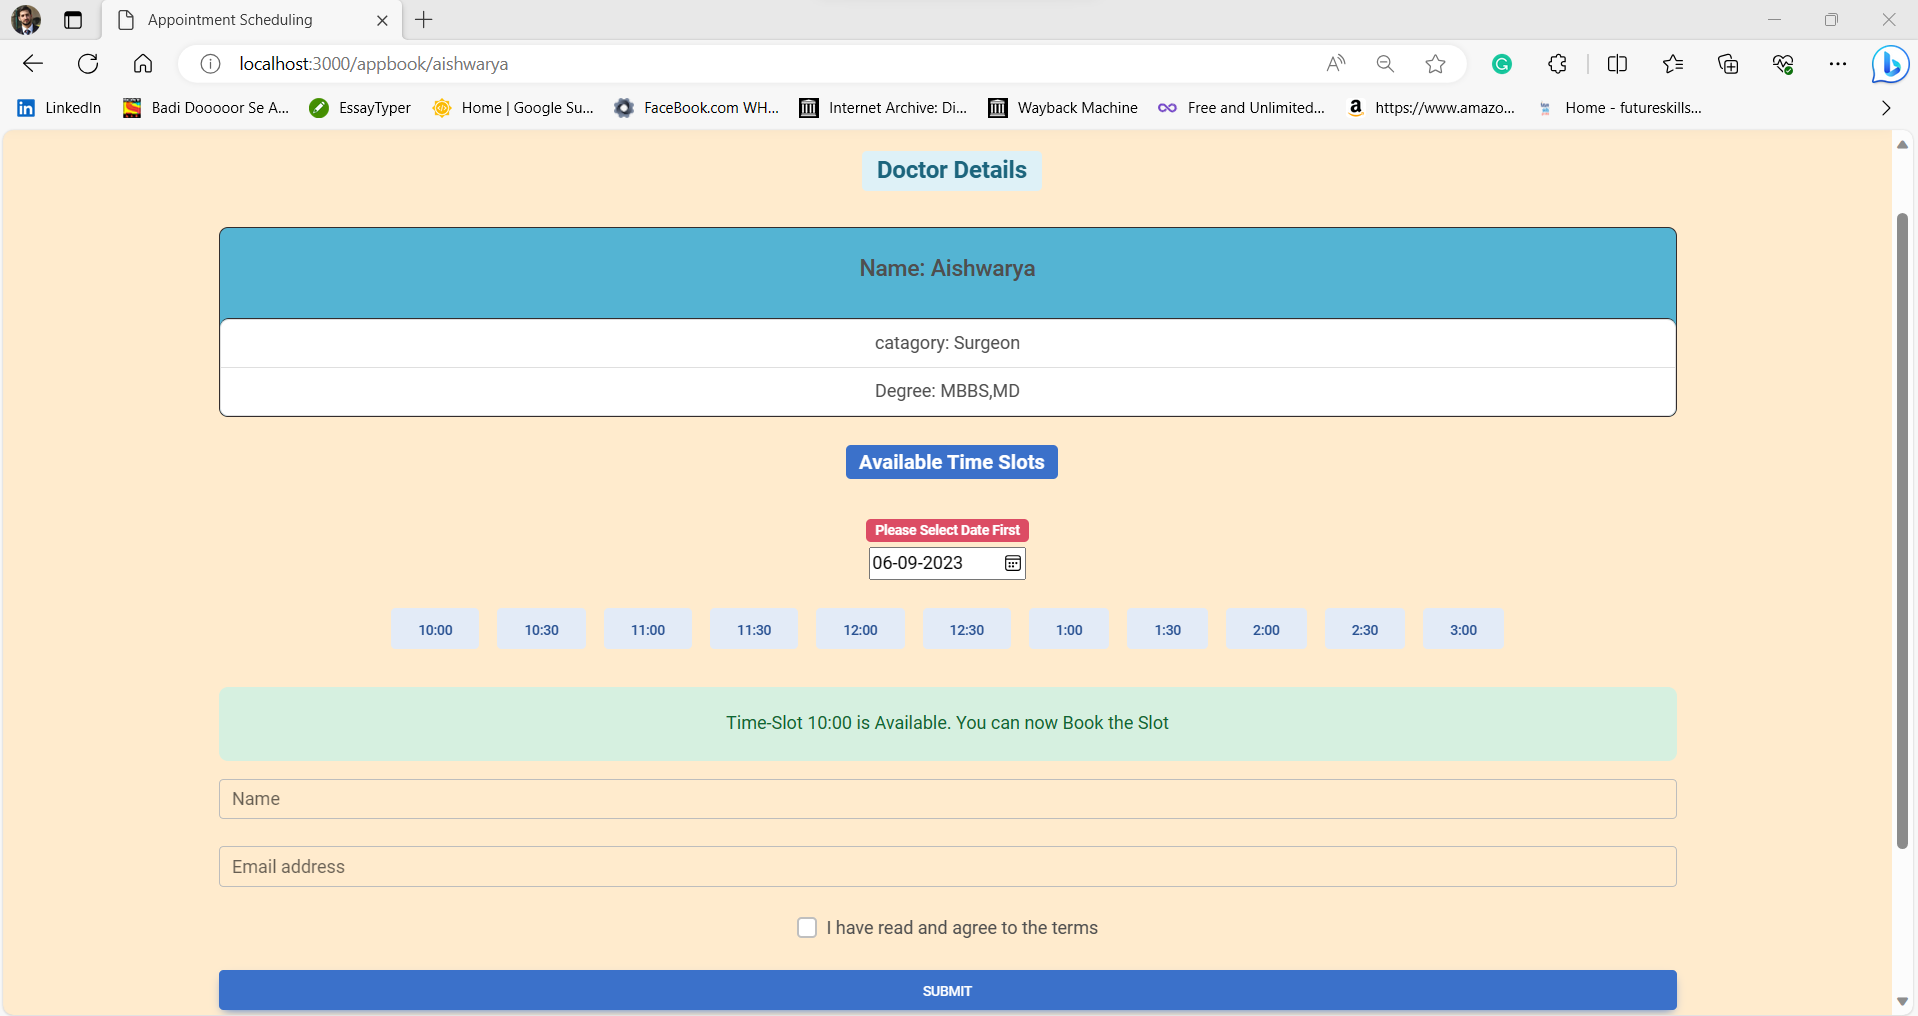 Appointment Scheduling
localhost:3000/appbook/aishwarya
LinkedIn Badi Dooooor Se A... EssayTyper Home | Google Su... FaceBook.com WH... Internet Archive: Di... Wayback Machine Free and Unlimited... https://www.amazo... Home - futureskills...
Doctor Details
Name: Aishwarya
catagory: Surgeon
Degree: MBBS,MD
Available Time Slots
Please Select Date First
06-09-2023
10:00 10:30 11:00 11:30 12:00 12:30 1:00 1:30 2:00 2:30 3:00
Time-Slot 10:00 is Available. You can now Book the Slot
Name
Email address
I have read and agree to the terms
SUBMIT